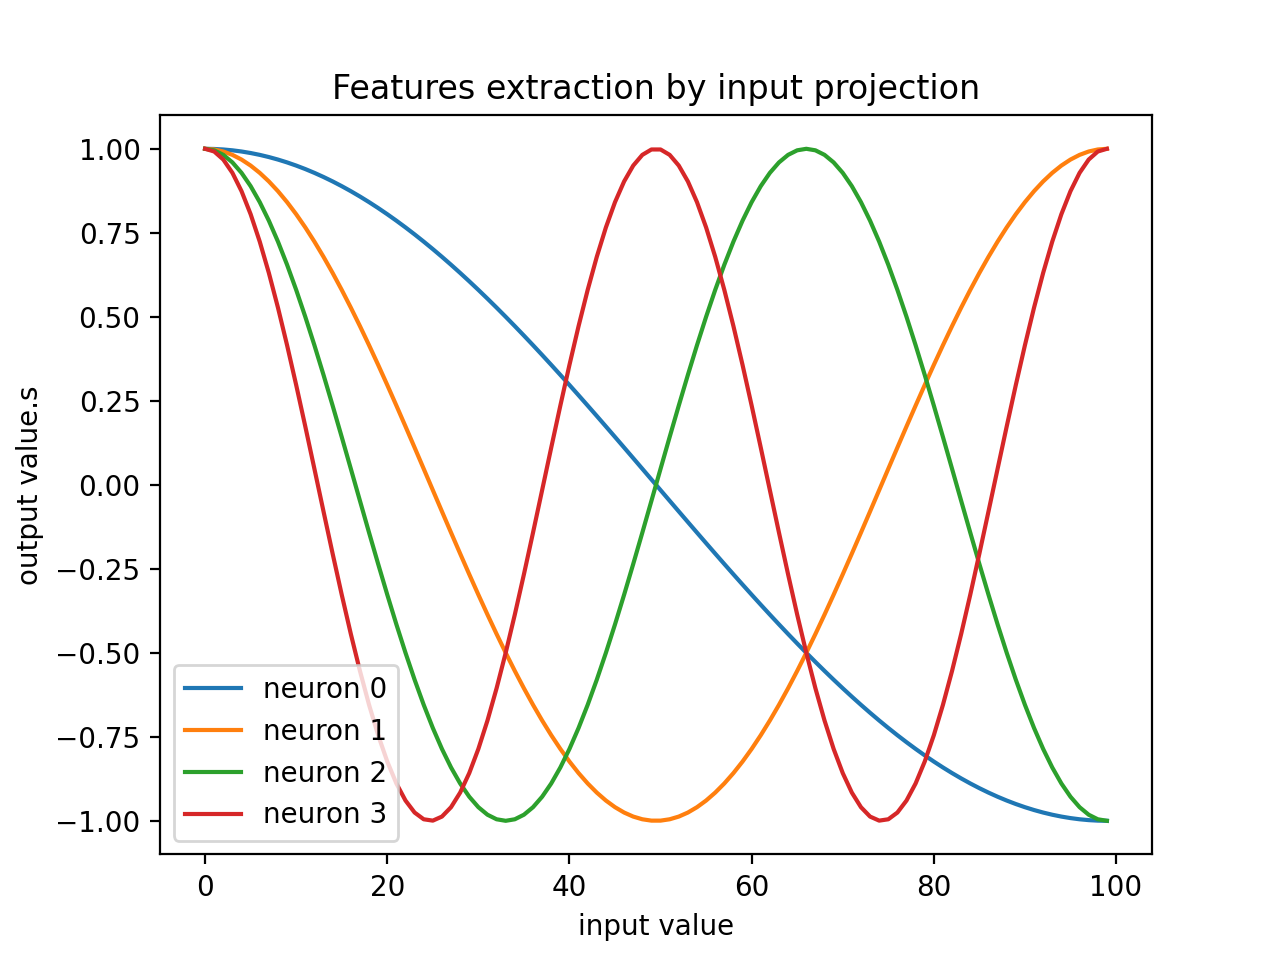 Features extraction by input projection
1.00
0.75
0.50
0.25
0.00
−0.25
−0.50
−0.75
−1.00
output value.s
neuron 0
neuron 1
neuron 2
neuron 3
0 20 40 60 80 100
input value